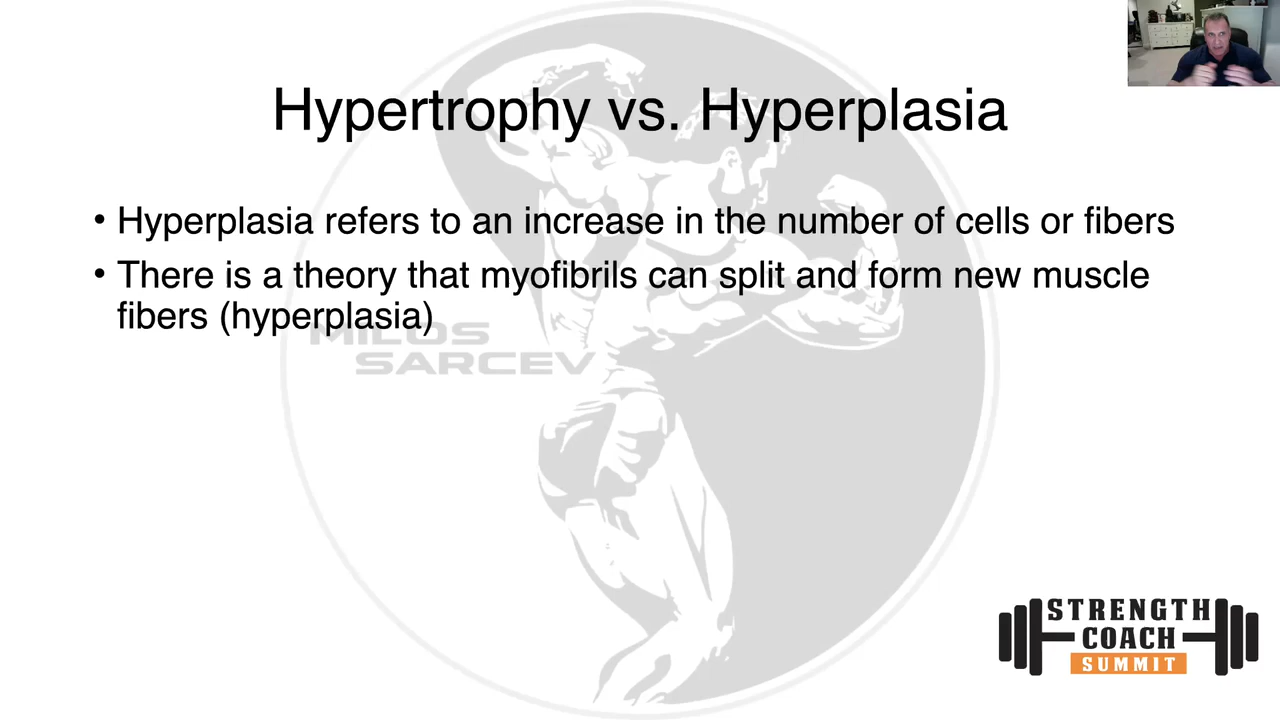 Hypertrophy vs. Hyperplasia
• Hyperplasia refers to an increase in the number of cells or fibers
• There is a theory that myofibrils can split and form new muscle
fibers (hyperplasia)
MILOS
SARCEV
STRENGTH
COACH
SUMMIT